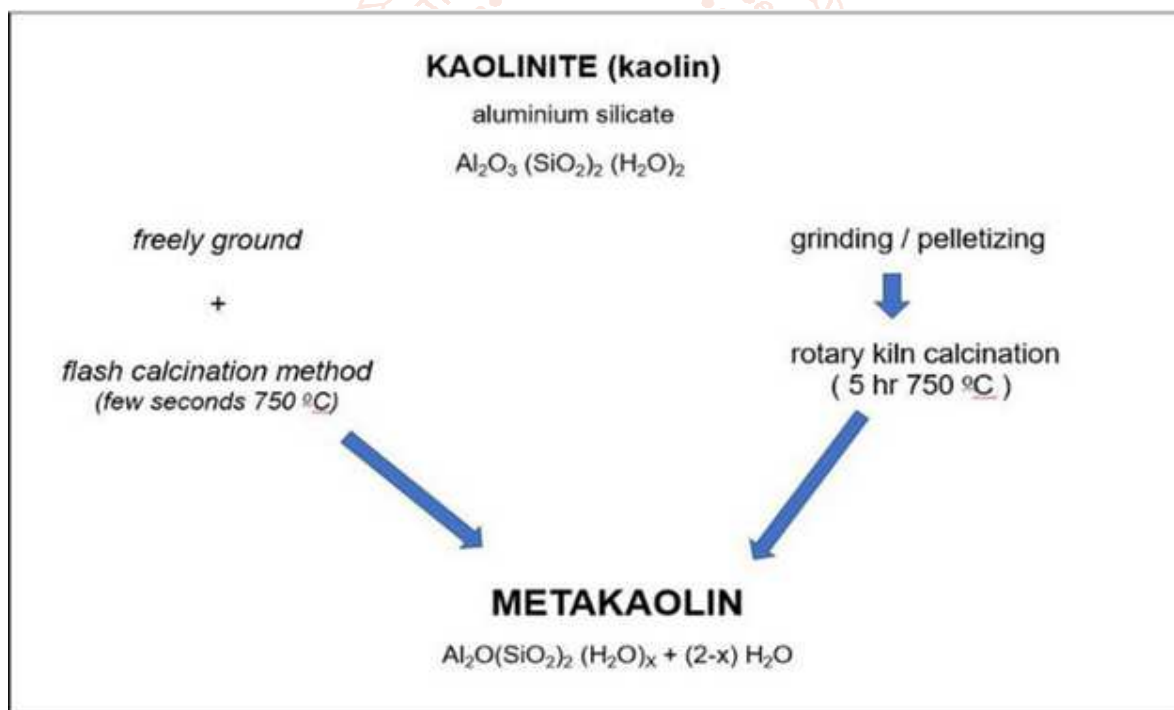 KAOLINITE (kaolin)
aluminium silicate
Al₂O₃ (SiO₂)₂ (H₂O)₂
freely ground
+
flash calcination method
(few seconds 750 ºC)
grinding / pelletizing
rotary kiln calcination
( 5 hr 750 ºC )
METAKAOLIN
Al₂O(SiO₂)₂ (H₂O)ₓ + (2-x) H₂O